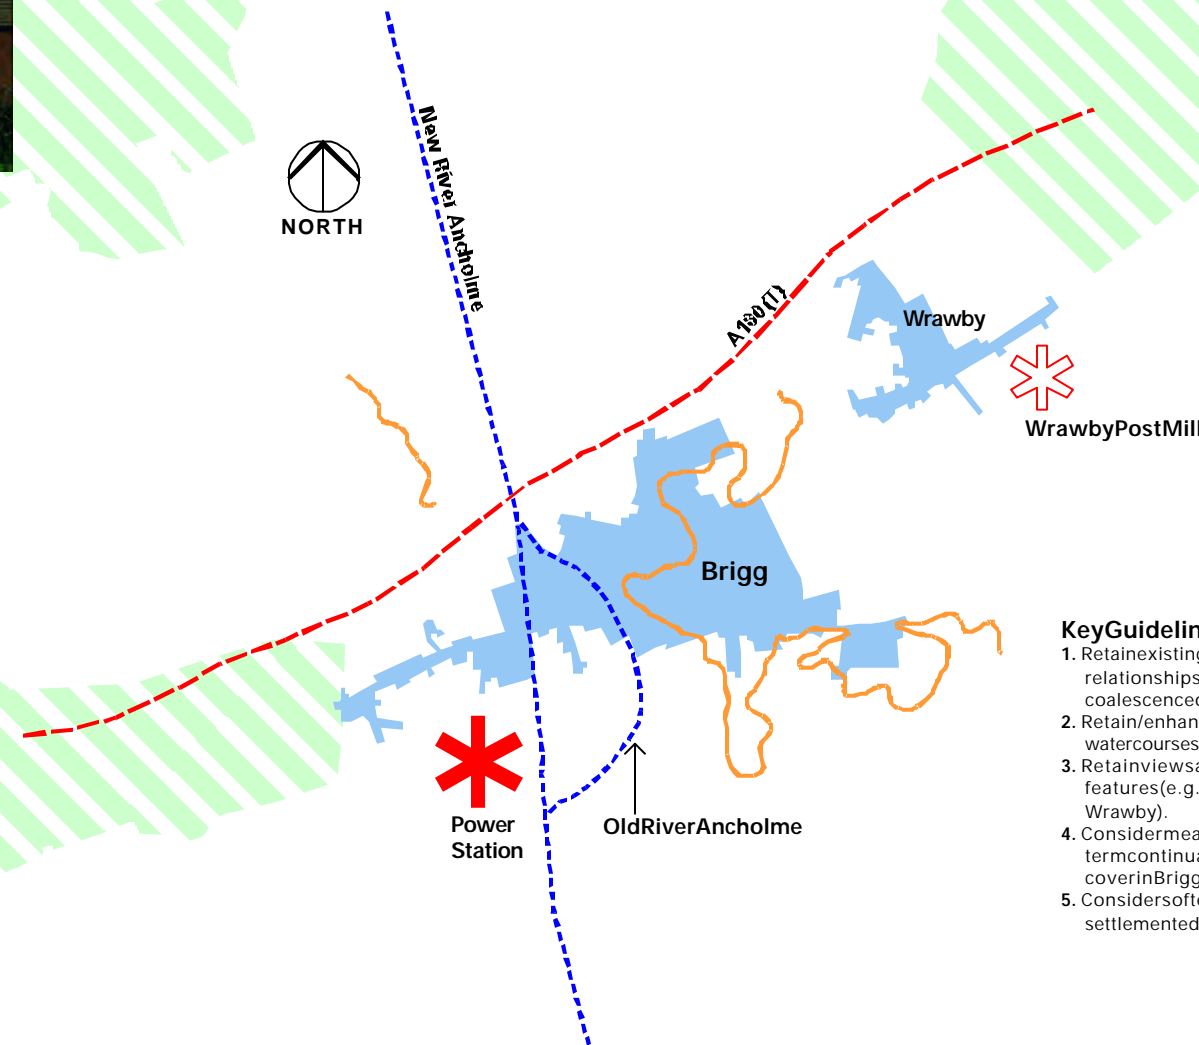 New River Ancholme
NORTH
A180(T)
Wrawby
WrawbyPostMill
Brigg
KeyGuidelin
1. Retainexisting
relationships
coalescenced
2. Retain/enhan
watercourses
3. Retainviewsa
features(e.g.
Wrawby).
4. Considermea
termcontinua
coverinBrigg
5. Considersofte
settlemented
Power
Station
OldRiverAncholme